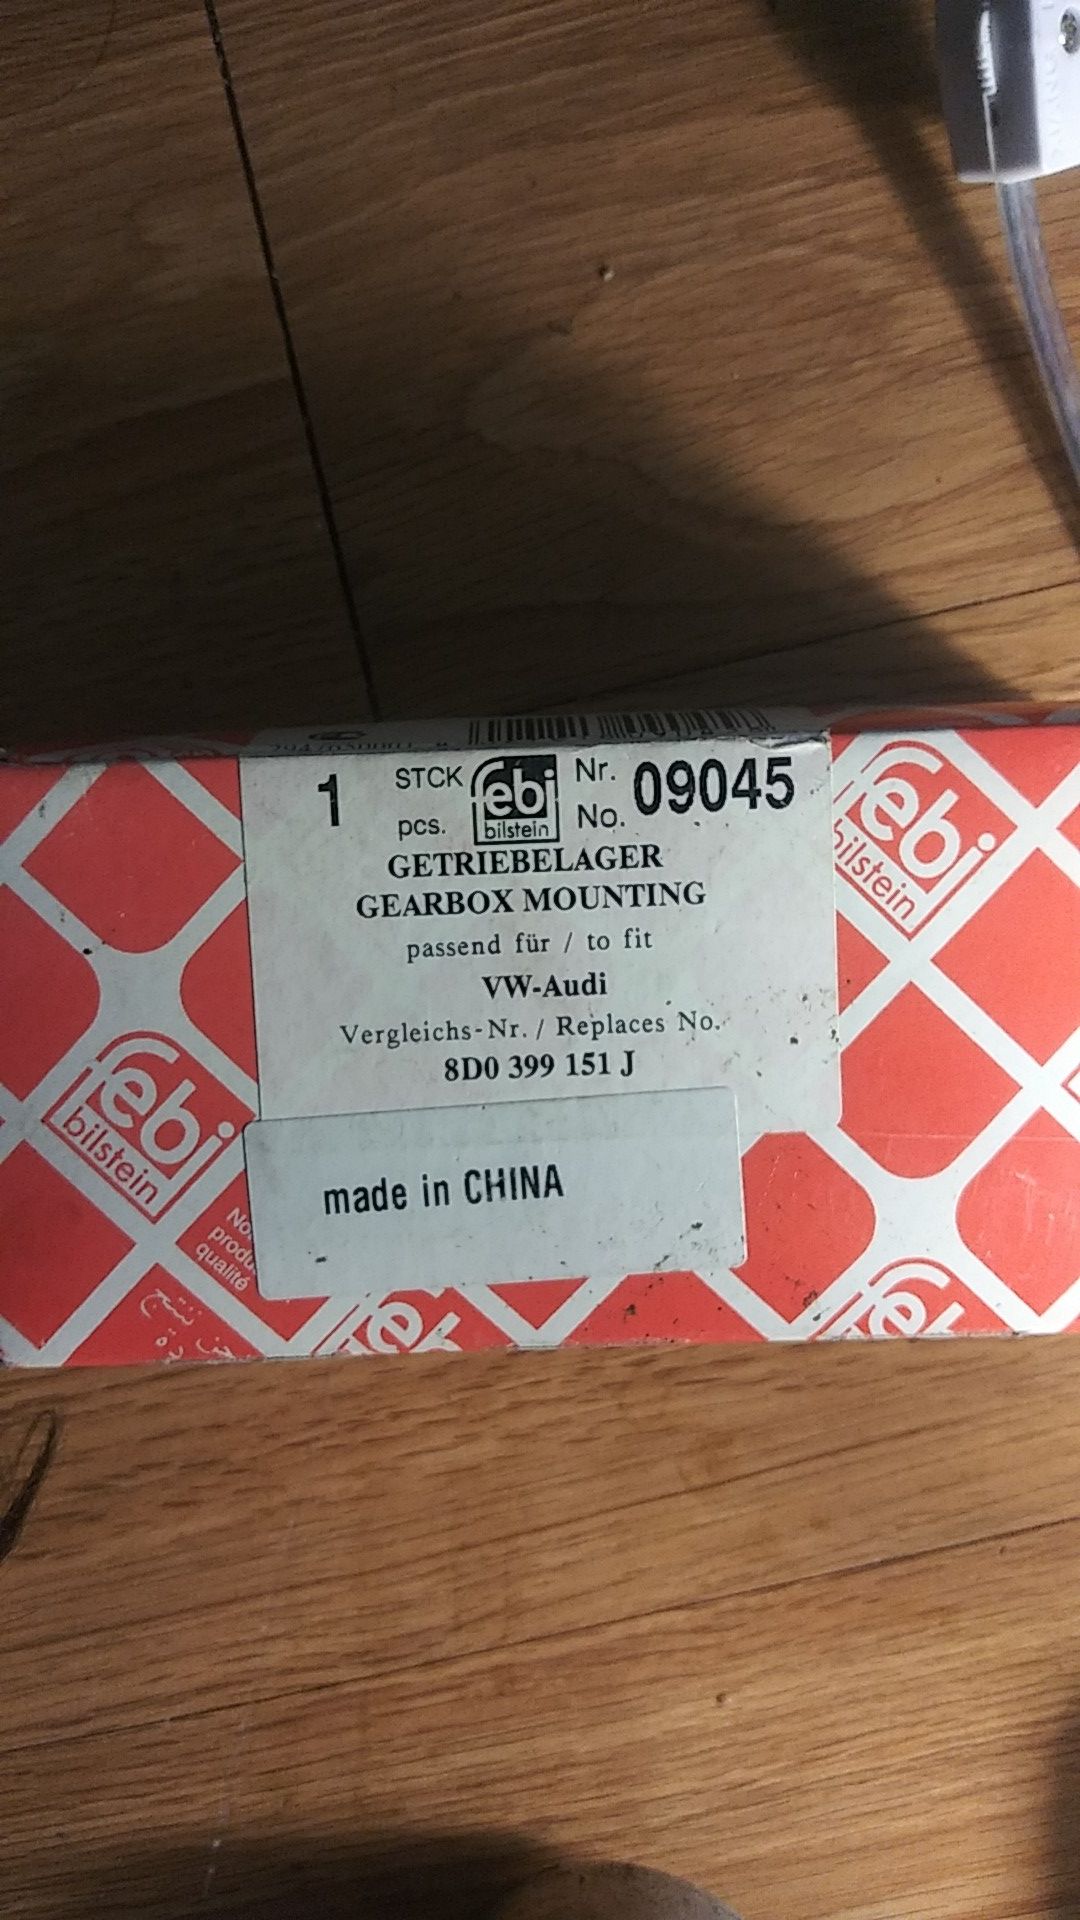 1 STCK pcs. febi bilstein Nr. No. 09045
GETRIEBELAGER
GEARBOX MOUNTING
passend für / to fit
VW-Audi
Vergleichs-Nr. / Replaces No.
8D0 399 151 J
made in CHINA
febi
bilstein
febi
bilstein
qualité